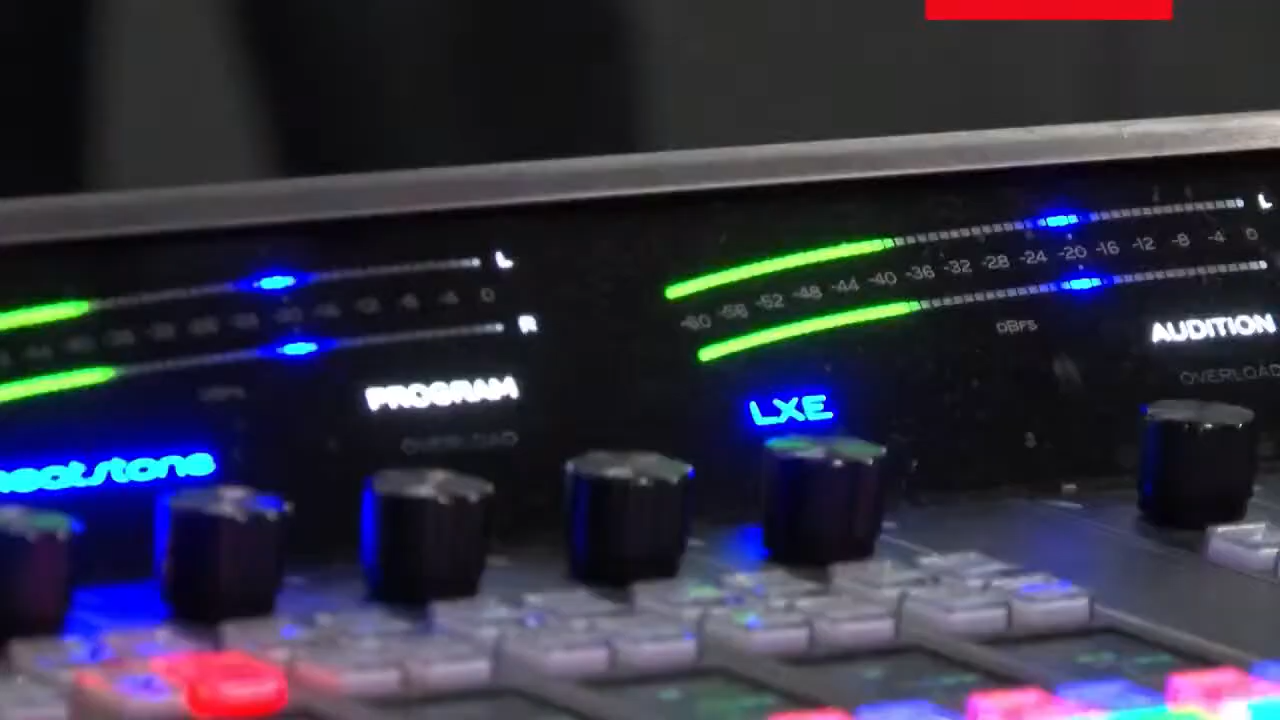 L
R
PROGRAM
OVERLOAD
L
-60 -56 -52 -48 -44 -40 -36 -32 -28 -24 -20 -16 -12 -8 -4 0
dBFS
AUDITION
OVERLOAD
LXE